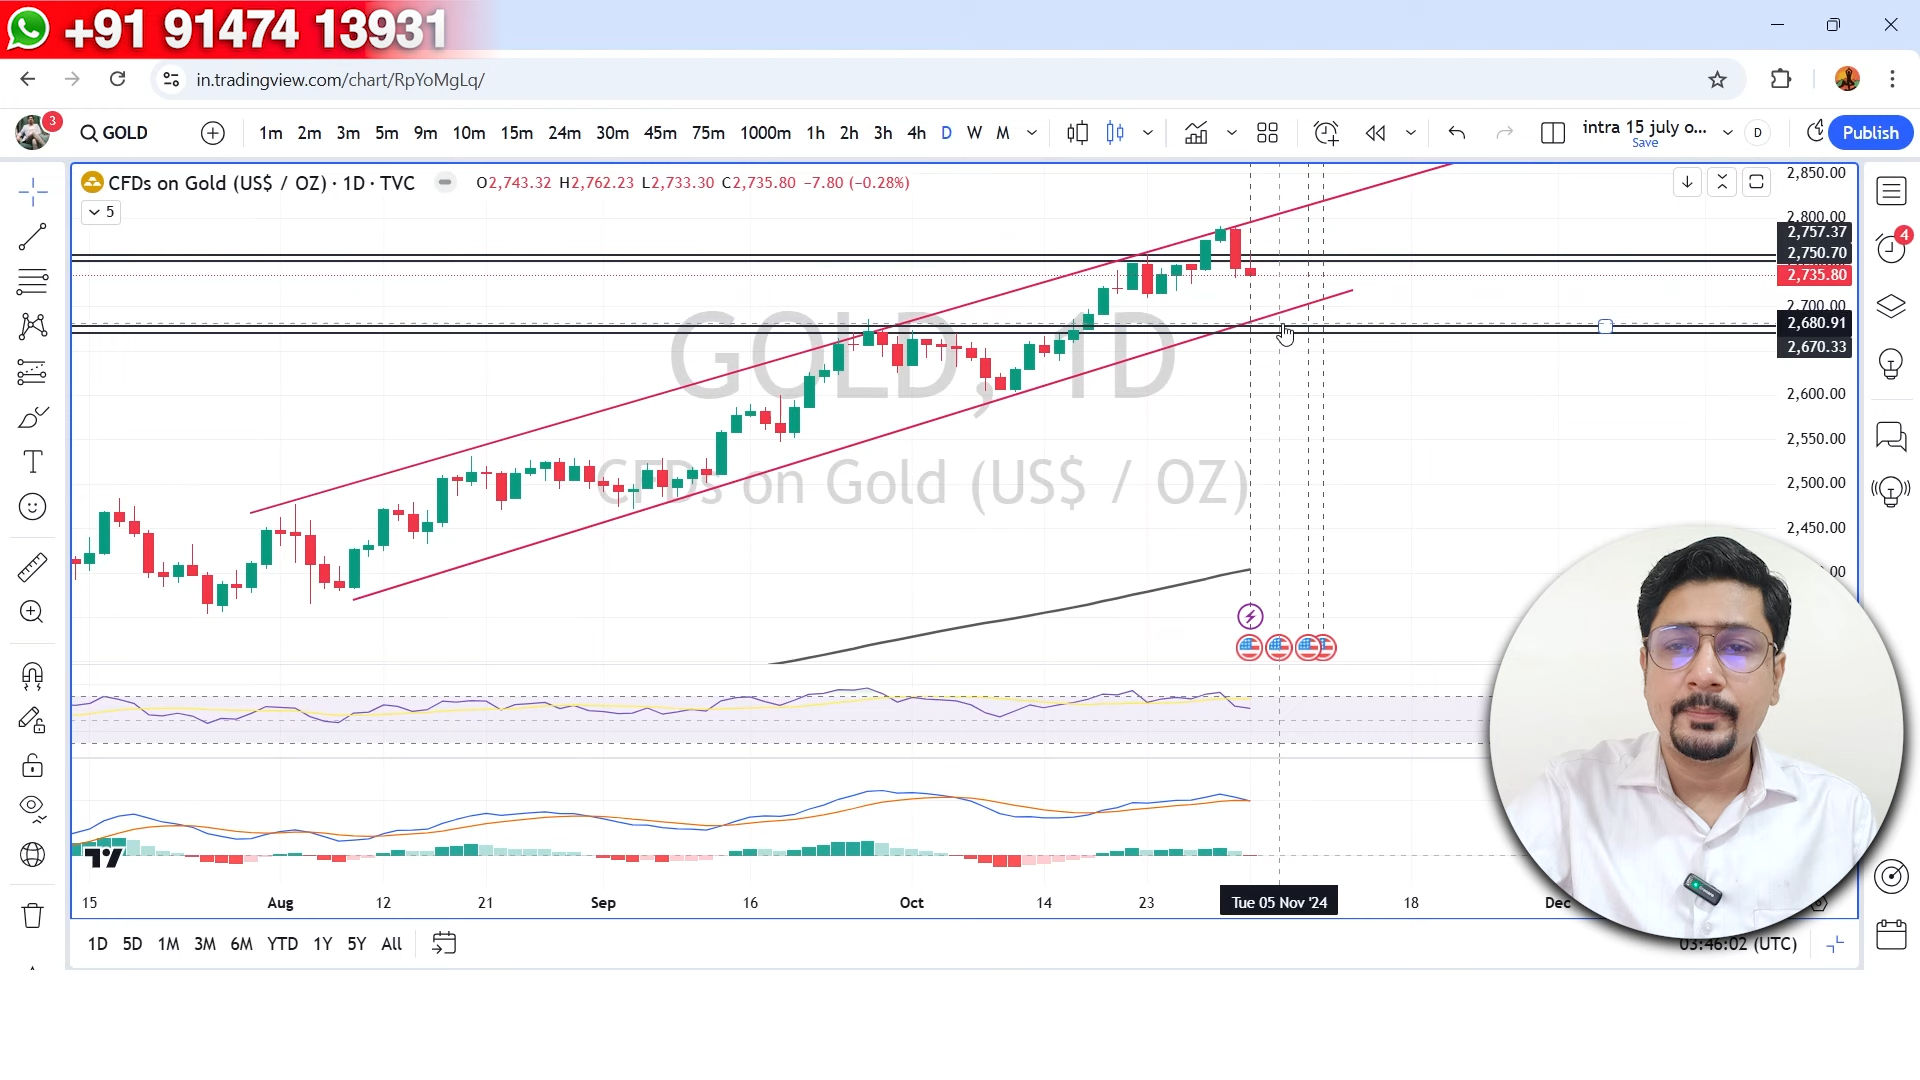 +91 91474 13931
in.tradingview.com/chart/RpYoMgLq/
3
GOLD
1m 2m 3m 5m 9m 10m 15m 24m 30m 45m 75m 1000m 1h 2h 3h 4h D W M
intra 15 july o...
Save
D
Publish
CFDs on Gold (US$ / OZ) · 1D · TVC
O2,743.32 H2,762.23 L2,733.30 C2,735.80 −7.80 (−0.28%)
5
4
2,850.00
2,800.00
2,757.37
2,750.70
2,735.80
2,700.00
2,680.91
2,670.33
2,600.00
2,550.00
2,500.00
2,450.00
GOLD, 1D
CFDs on Gold (US$ / OZ)
15 Aug 12 21 Sep 16 Oct 14 23 Tue 05 Nov '24 18 Dec
1D 5D 1M 3M 6M YTD 1Y 5Y All
03:46:02 (UTC)